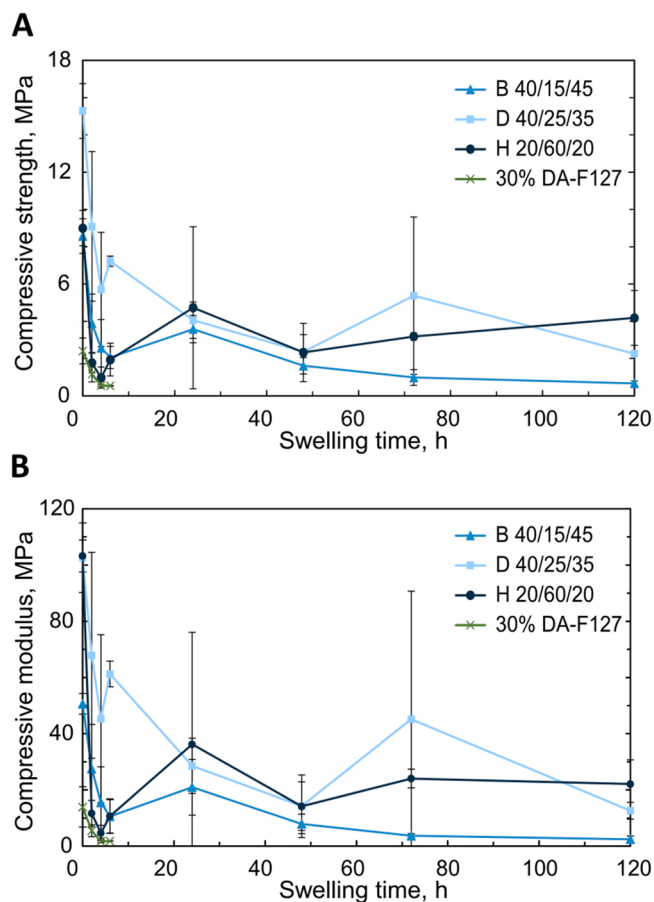 A
Compressive strength, MPa
18
12
6
0
B 40/15/45
D 40/25/35
H 20/60/20
30% DA-F127
0 20 40 60 80 100 120
Swelling time, h
B
Compressive modulus, MPa
120
80
40
0
B 40/15/45
D 40/25/35
H 20/60/20
30% DA-F127
0 20 40 60 80 100 120
Swelling time, h